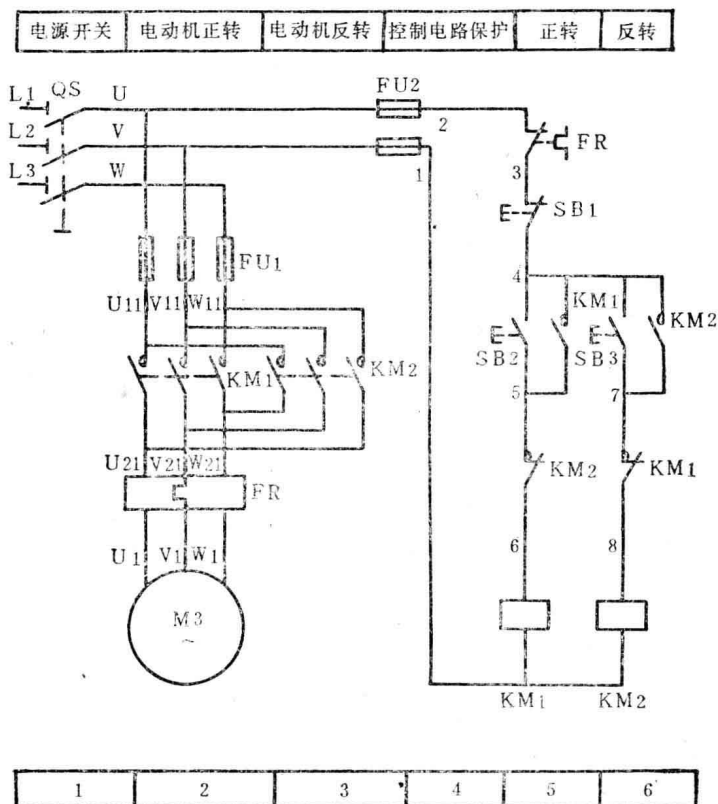 电源开关 电动机正转 电动机反转 控制电路保护 正转 反转
L1 QS U FU2
L2 V 2
L3 W 1
FR
3
SB1
4
FU1
U11 V11 W11
KM1 KM2
SB2 SB3
KM1 KM2
5 7
U21 V21 W21
KM2 KM1
FR
6 8
U1 V1 W1
M3
~
KM1 KM2
1 2 3 4 5 6